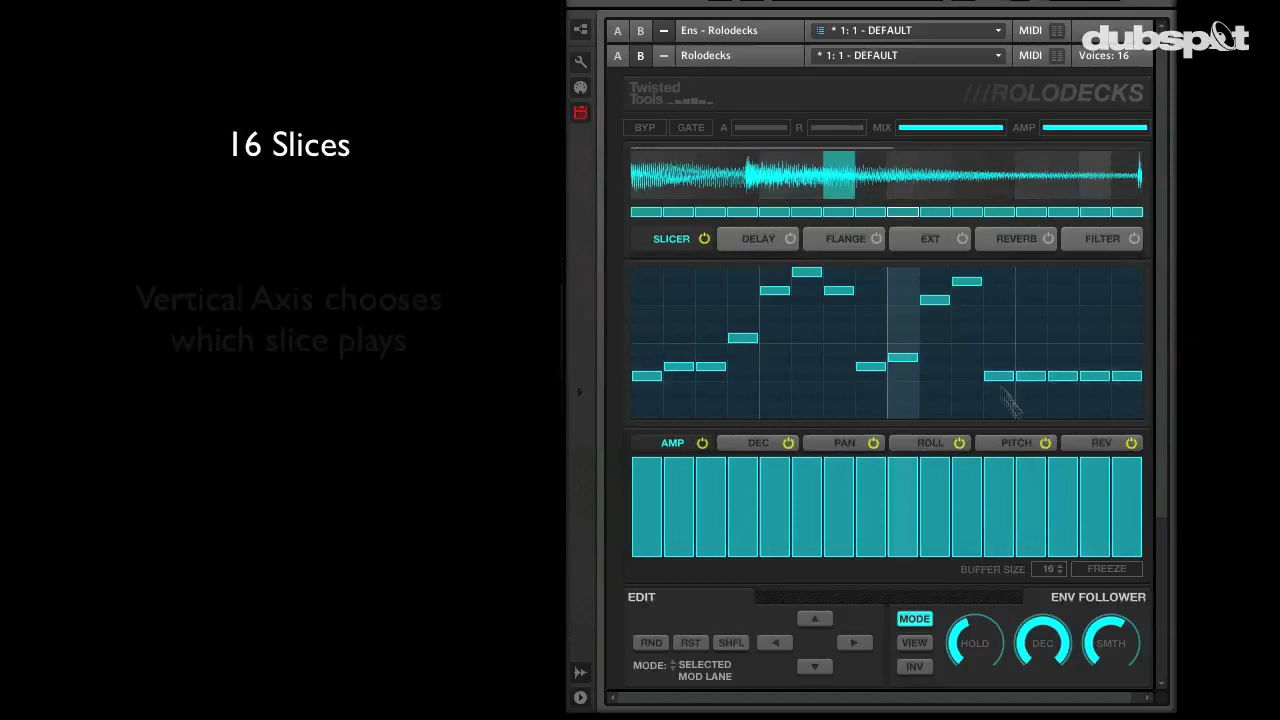 dubspot
16 Slices
Vertical Axis chooses
which slice plays
A B Ens - Rolodecks * 1: 1 - DEFAULT MIDI
A B Rolodecks * 1: 1 - DEFAULT MIDI Voices: 16
Twisted
Tools
///ROLODECKS
BYP GATE A R MIX AMP
SLICER DELAY FLANGE EXT REVERB FILTER
AMP DEC PAN ROLL PITCH REV
BUFFER SIZE 16 FREEZE
EDIT
RND RST SHFL
MODE: SELECTED
MOD LANE
ENV FOLLOWER
MODE
VIEW
INV
HOLD DEC SMTH